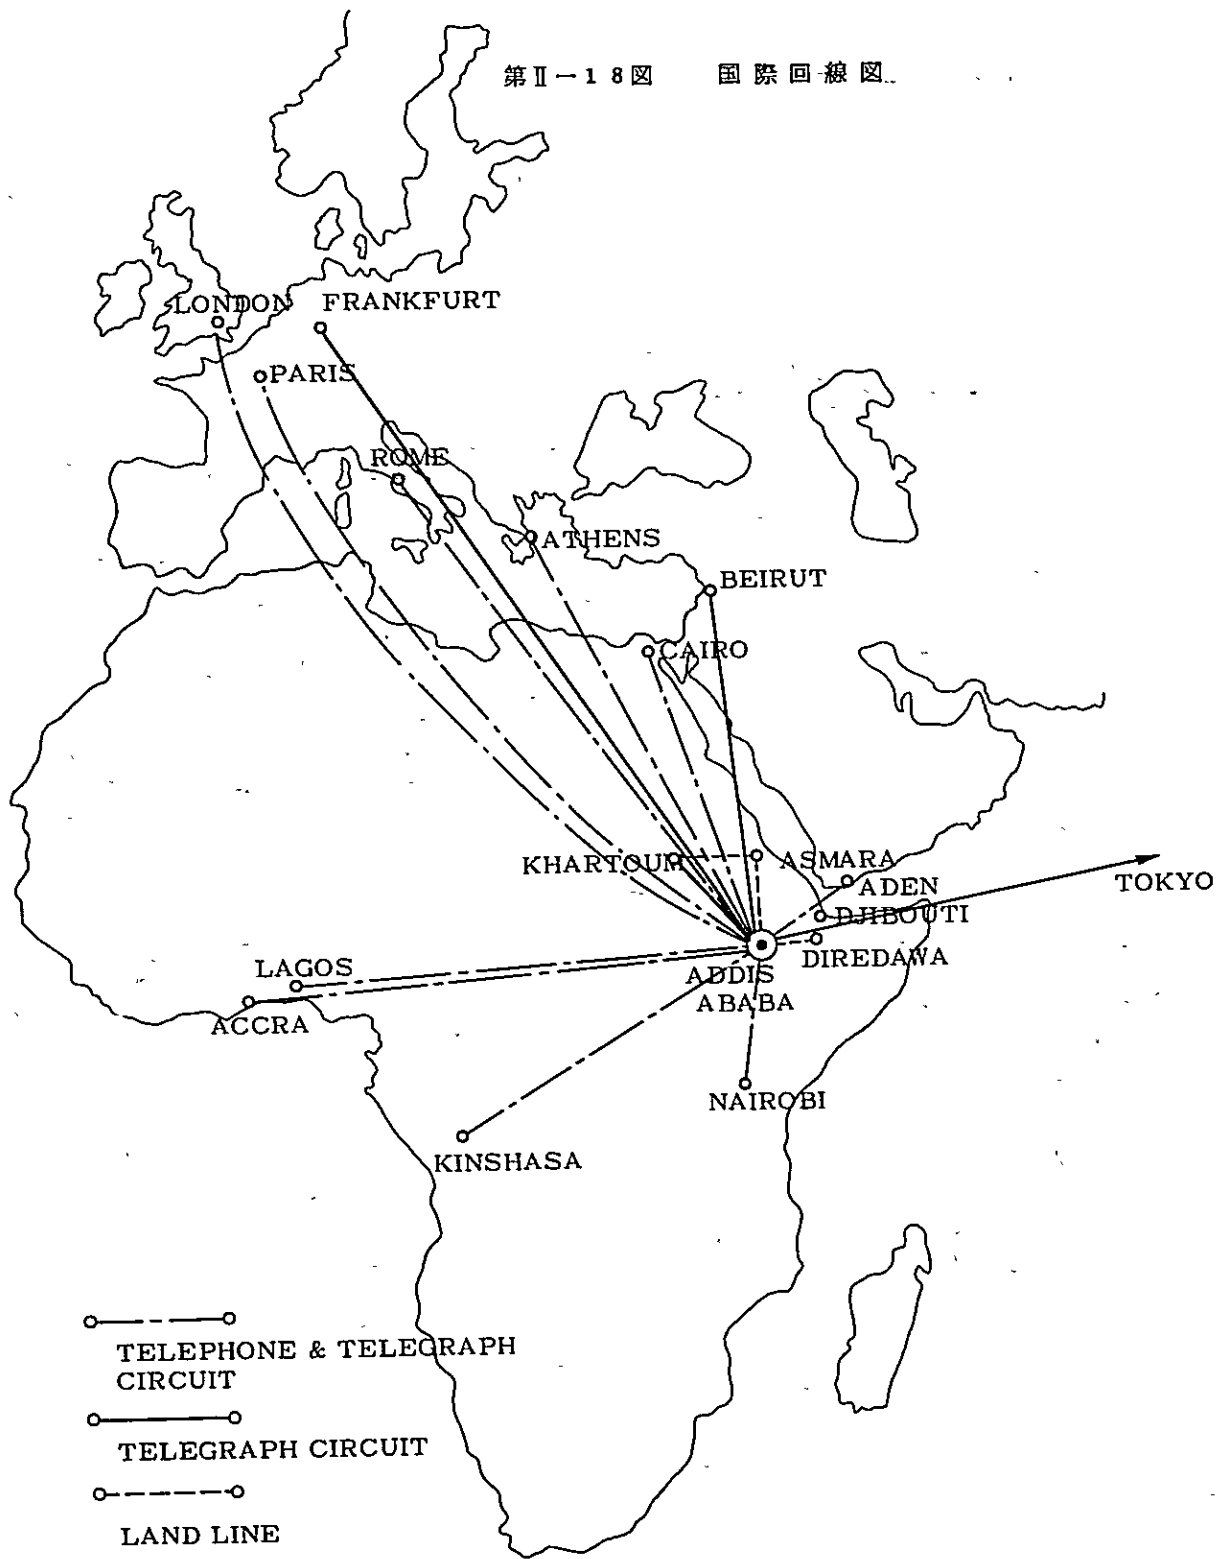 第Ⅱ－18図 国際回線図
LONDON
FRANKFURT
PARIS
ROME
ATHENS
BEIRUT
CAIRO
KHARTOUM
ASMARA
ADEN
TOKYO
DJIBOUTI
DIREDAWA
ADDIS
ABABA
LAGOS
ACCRA
NAIROBI
KINSHASA
TELEPHONE & TELEGRAPH
CIRCUIT
TELEGRAPH CIRCUIT
LAND LINE